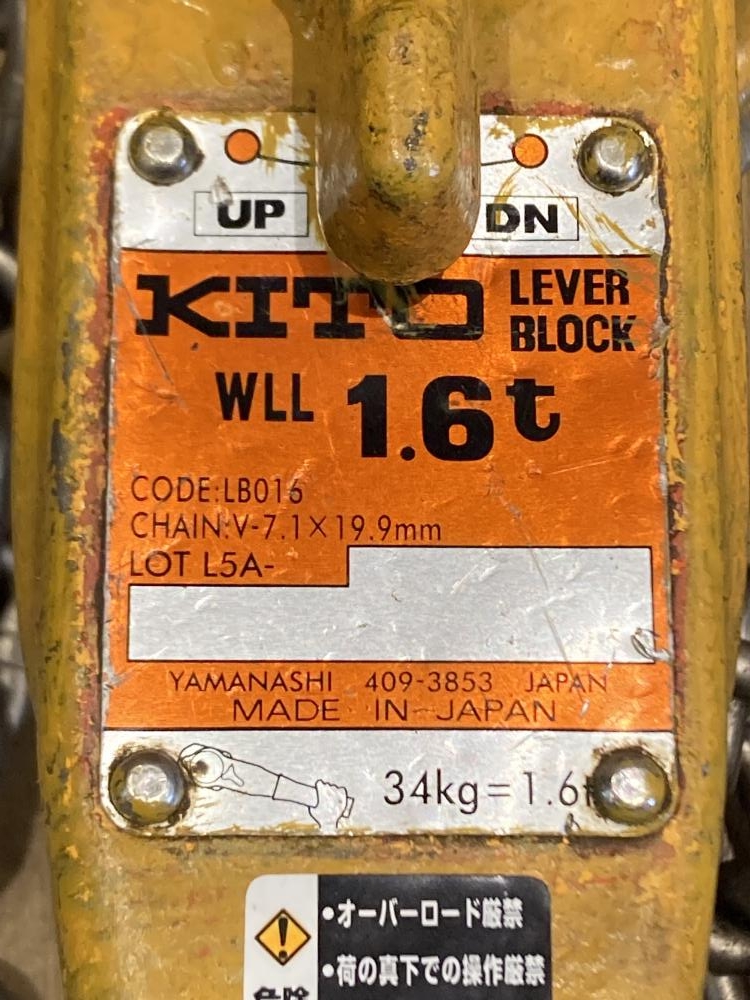 UP DN
KITO LEVER BLOCK
WLL 1.6t
CODE:LB016
CHAIN:V-7.1×19.9mm
LOT L5A-
YAMANASHI 409-3853 JAPAN
MADE IN JAPAN
34kg=1.6t
•オーバーロード厳禁
•荷の真下での操作厳禁
危険